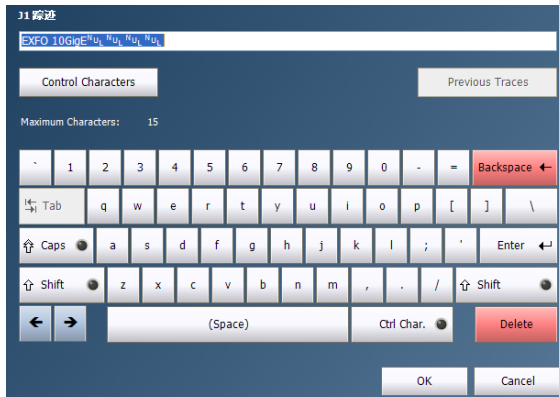 J1 踪迹
EXFO 10GigE␀␀␀␀
Control Characters
Previous Traces
Maximum Characters: 15
` 1 2 3 4 5 6 7 8 9 0 - = Backspace ←
Tab q w e r t y u i o p [ ] \
Caps a s d f g h j k l ; ' Enter
Shift z x c v b n m , . / Shift
← → (Space) Ctrl Char. Delete
OK Cancel